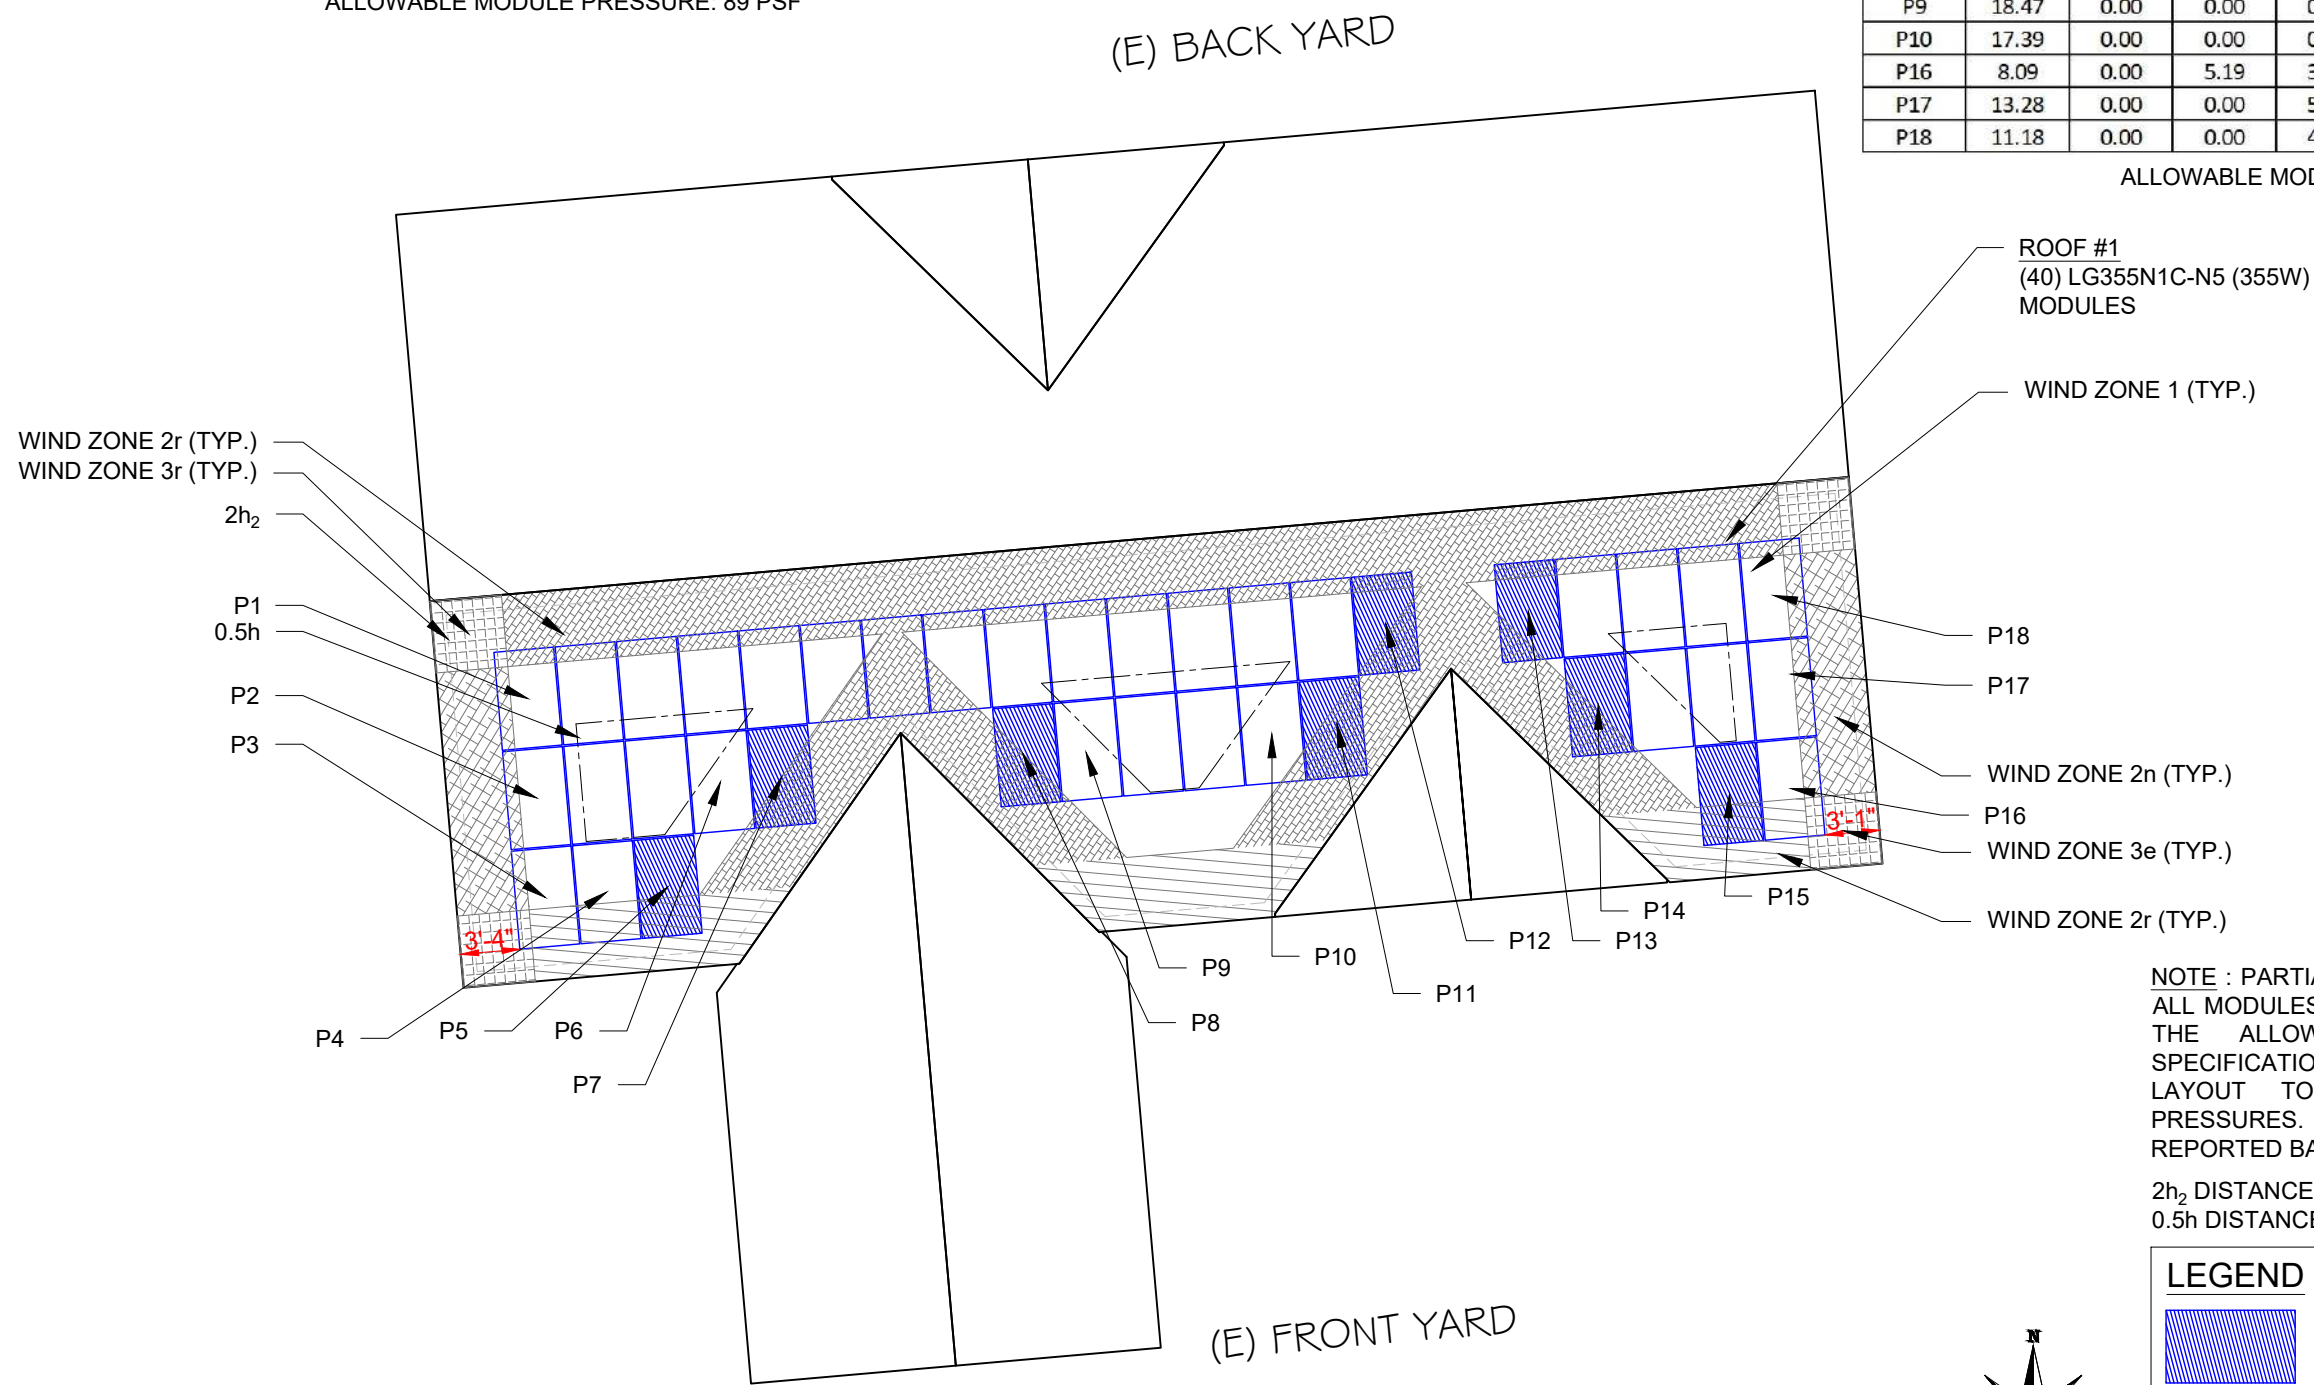 ALLOWABLE MODULE PRESSURE: 89 PSF
(E) BACK YARD
P9 18.47 0.00 0.00
P10 17.39 0.00 0.00
P16 8.09 0.00 5.19
P17 13.28 0.00 0.00
P18 11.18 0.00 0.00
ALLOWABLE
ROOF #1
(40) LG355N1C-N5 (355W)
MODULES
WIND ZONE 1 (TYP.)
WIND ZONE 2r (TYP.)
WIND ZONE 3r (TYP.)
2h2
P1
0.5h
P2
P3
P18
P17
WIND ZONE 2n (TYP.)
P16
3'-1"
WIND ZONE 3e (TYP.)
P15
P14
WIND ZONE 2r (TYP.)
P13
P12
3'-4"
P10
P9
P11
P8
P4
P5
P6
P7
NOTE :
ALL MODULES
THE
LAYOUT TO
PRESSURES.
REPORTED
2h2 DISTANCE
0.5h DISTANCE
LEGEND
(E) FRONT YARD
N